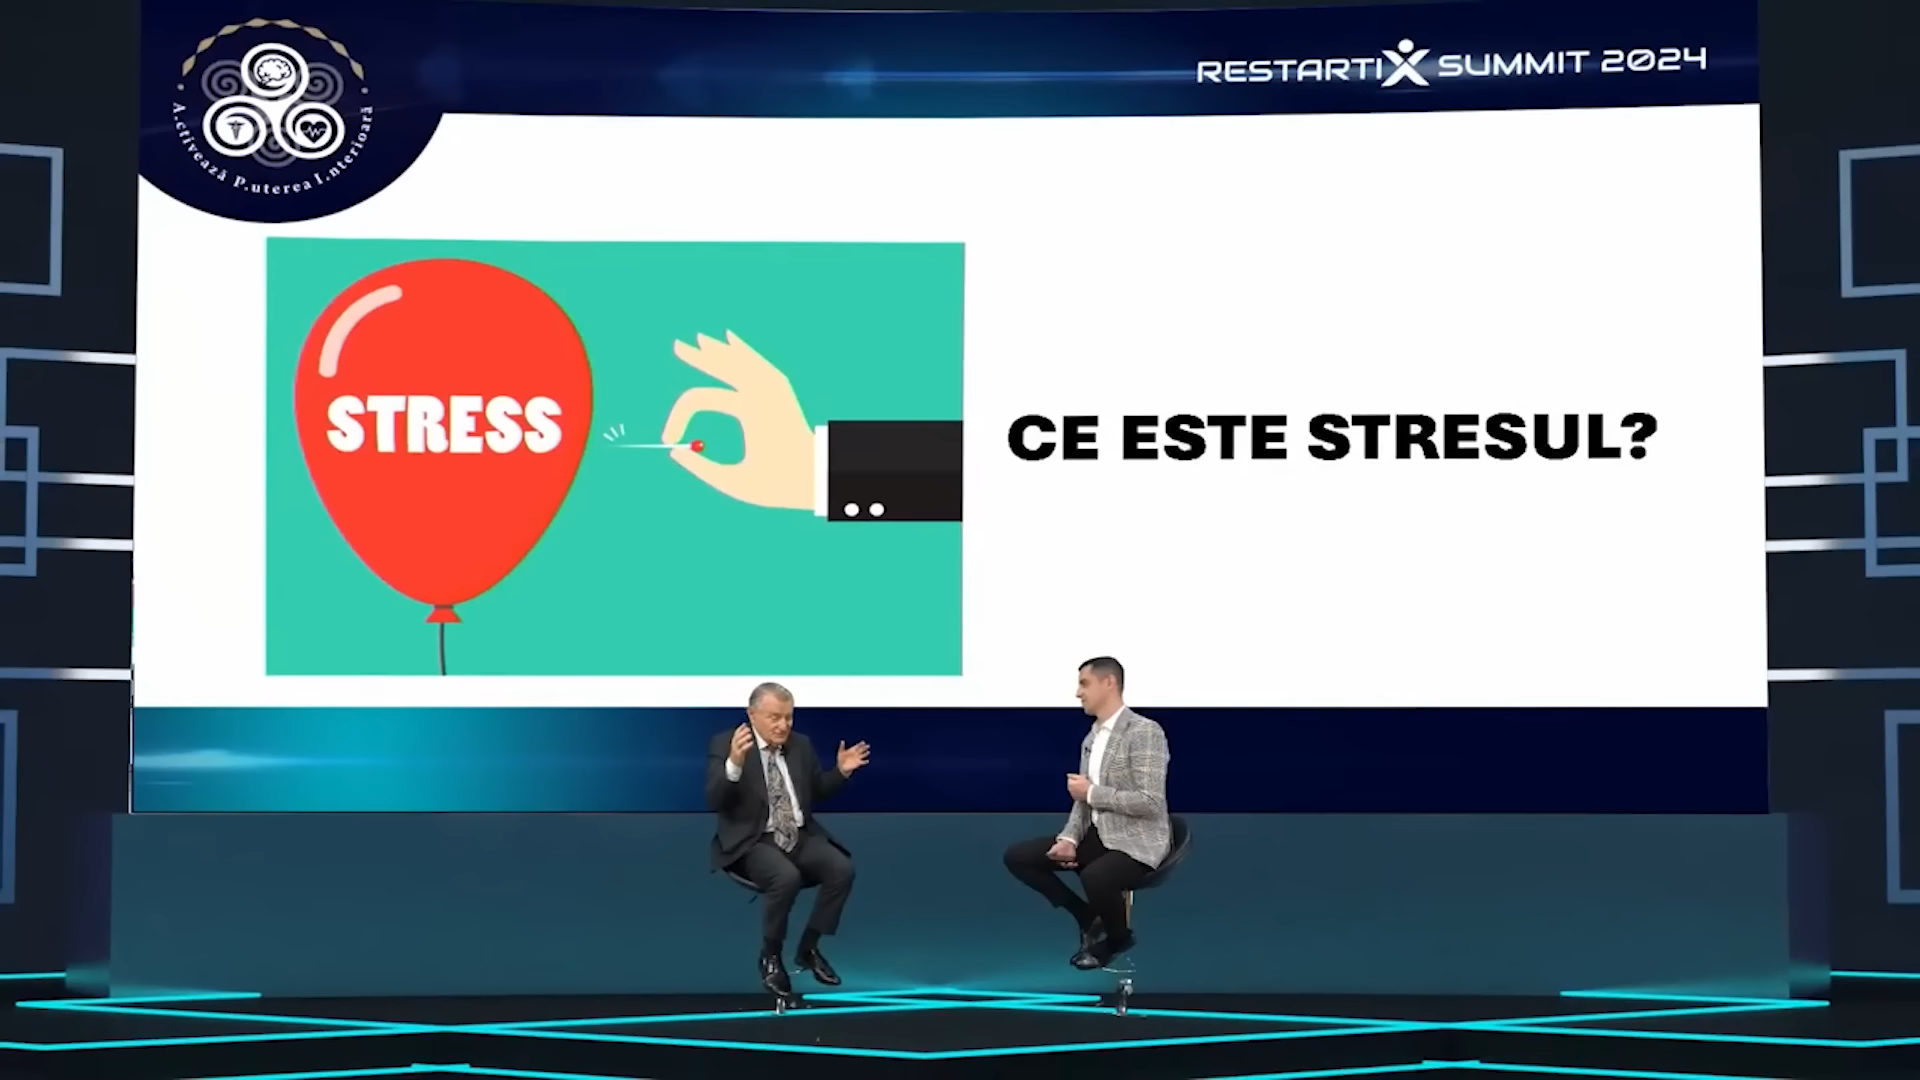 A.ctivează P.uterea I.nterioară
RESTARTIX SUMMIT 2024
STRESS
CE ESTE STRESUL?